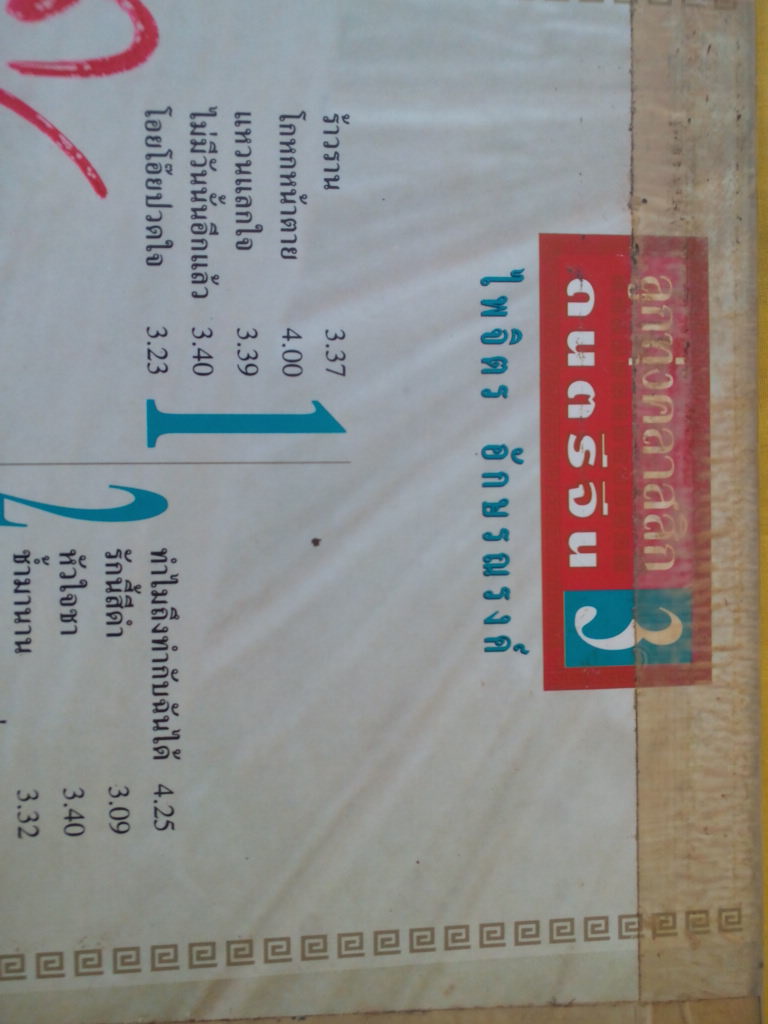 ลูกทุ่งคลาสสิก
ดนตรีจีน 3
ไพจิตร อักษรณรงค์
1
ร้าวราน 3.37
โกหกหน้าตาย 4.00
แหวนแลกใจ 3.39
ไม่มีวันนั้นอีกแล้ว 3.40
โอยโอ๊ยปวดใจ 3.23
2
ทำไมถึงทำกับฉันได้ 4.25
รักนี้สีดำ 3.09
หัวใจชา 3.40
ช้ำมานาน 3.32